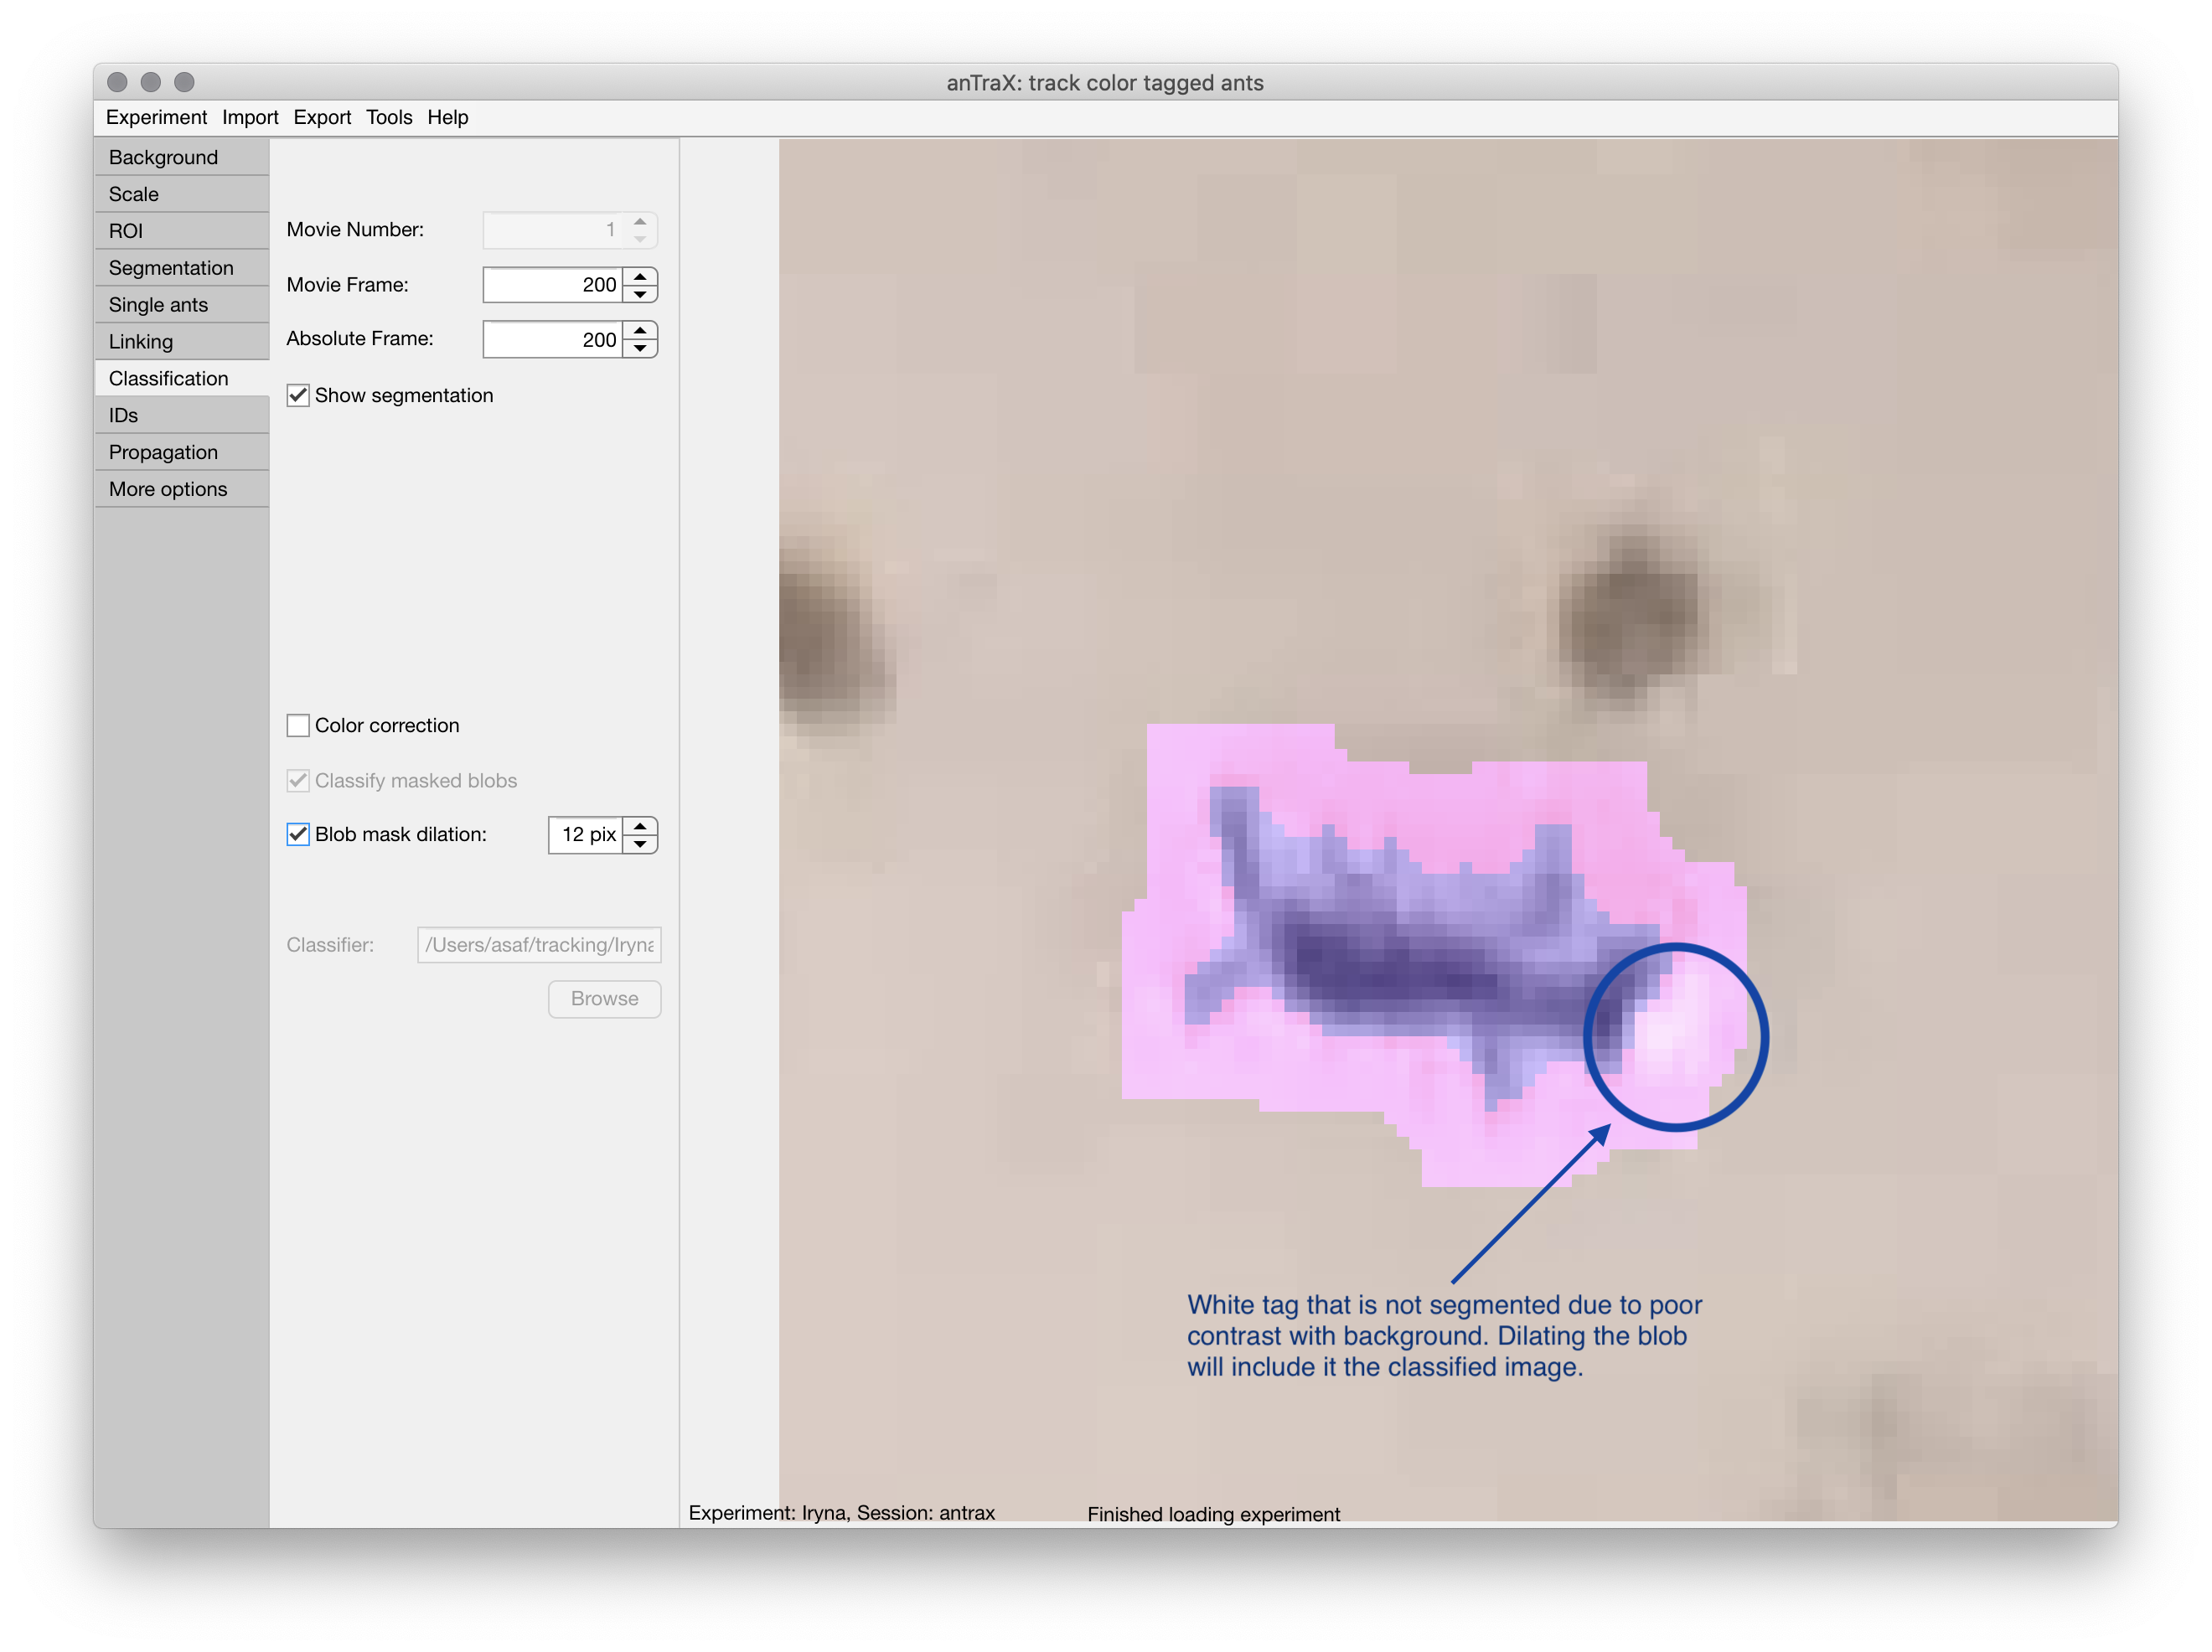 anTraX: track color tagged ants
Experiment Import Export Tools Help
Background
Scale
ROI
Segmentation
Single ants
Linking
Classification
IDs
Propagation
More options
Movie Number: 1
Movie Frame: 200
Absolute Frame: 200
Show segmentation
Color correction
Classify masked blobs
Blob mask dilation: 12 pix
Classifier: /Users/asaf/tracking/Iryna
Browse
White tag that is not segmented due to poor
contrast with background. Dilating the blob
will include it the classified image.
Experiment: Iryna, Session: antrax Finished loading experiment